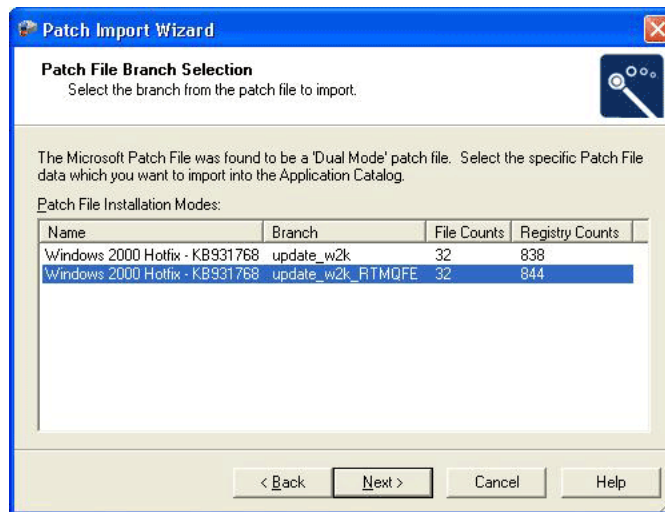 Patch Import Wizard
Patch File Branch Selection
Select the branch from the patch file to import.
The Microsoft Patch File was found to be a 'Dual Mode' patch file. Select the specific Patch File
data which you want to import into the Application Catalog.
Patch File Installation Modes:
Name Branch File Counts Registry Counts
Windows 2000 Hotfix - KB931768 update_w2k 32 838
Windows 2000 Hotfix - KB931768 update_w2k_RTMQFE 32 844
< Back Next > Cancel Help